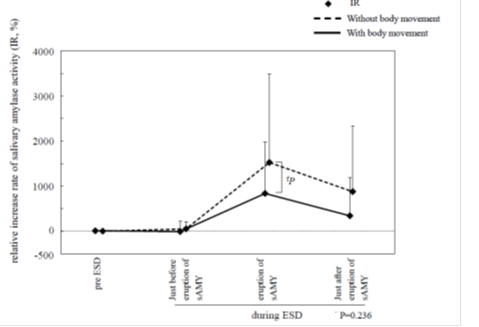 IR
Without body movement
With body movement
relative increase rate of salivary amylase activity (IR, %)
4000
3000
2000
1000
0
-500
*P
pre ESD
Just before
eruption of
sAMY
eruption of
sAMY
Just after
eruption of
sAMY
during ESD
*P=0.236